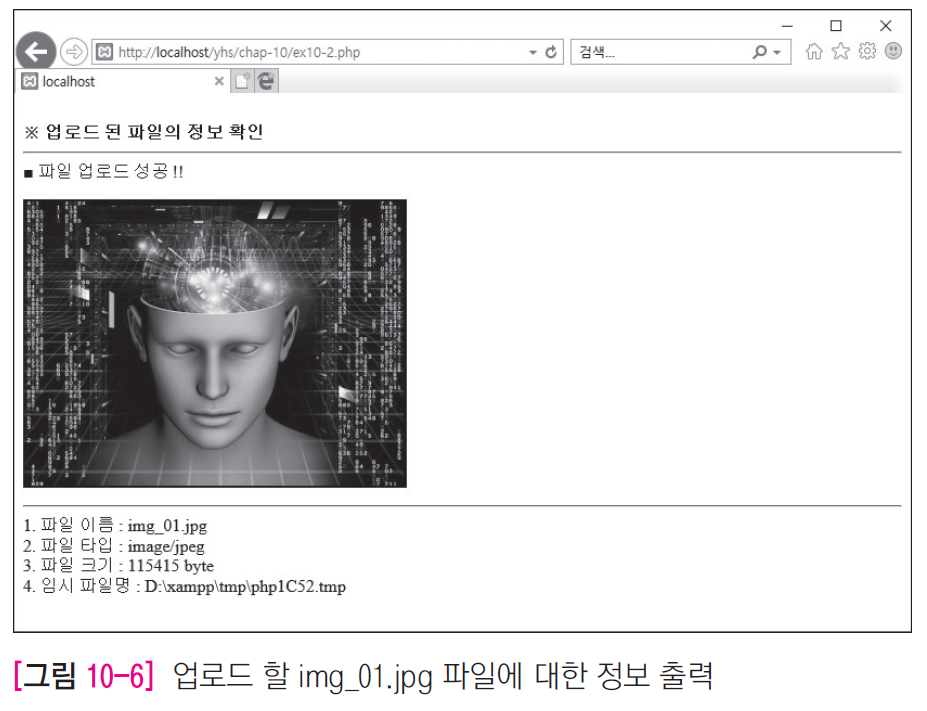 http://localhost/yhs/chap-10/ex10-2.php
검색...
localhost
※ 업로드 된 파일의 정보 확인
■ 파일 업로드 성공 !!
1. 파일 이름 : img_01.jpg
2. 파일 타입 : image/jpeg
3. 파일 크기 : 115415 byte
4. 임시 파일명 : D:\xampp\tmp\php1C52.tmp
[그림 10-6] 업로드 할 img_01.jpg 파일에 대한 정보 출력